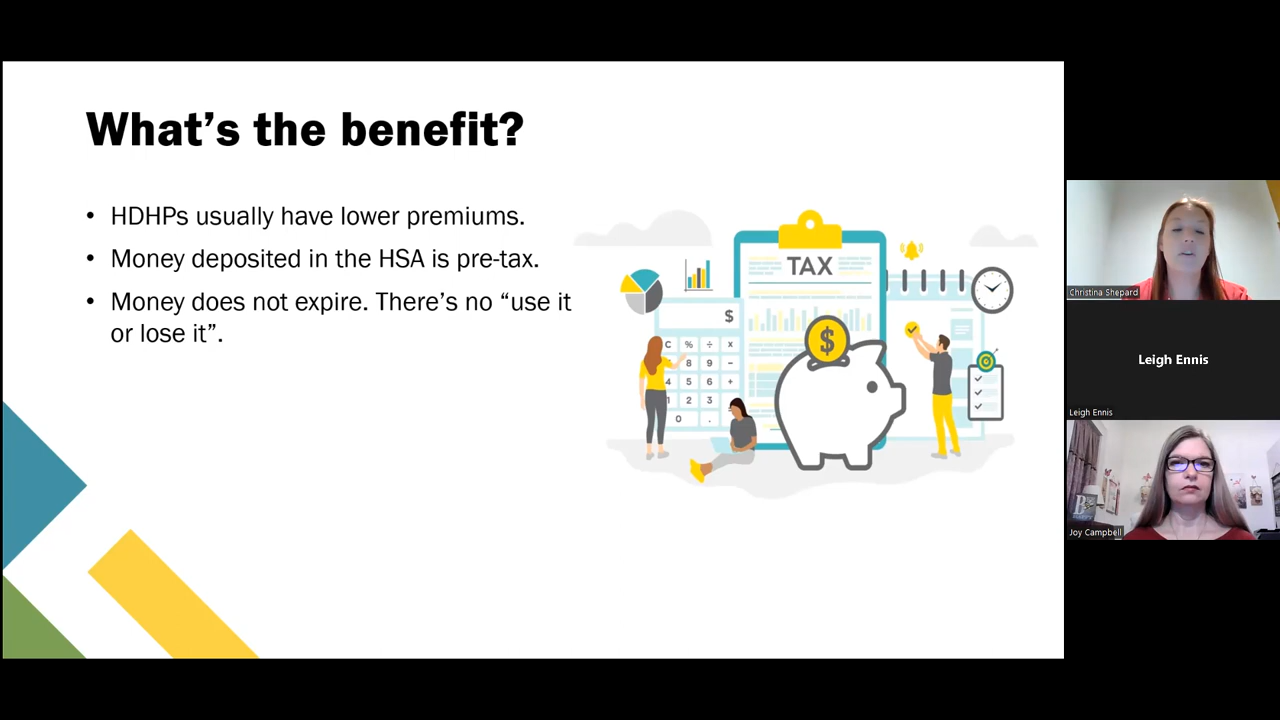 What’s the benefit?
• HDHPs usually have lower premiums.
• Money deposited in the HSA is pre-tax.
• Money does not expire. There’s no “use it
or lose it”.
TAX
$
$
C % ÷ x
8 9 −
4 5 6 +
1 2 3
0 .
Christina Shepard
Leigh Ennis
Leigh Ennis
Joy Campbell